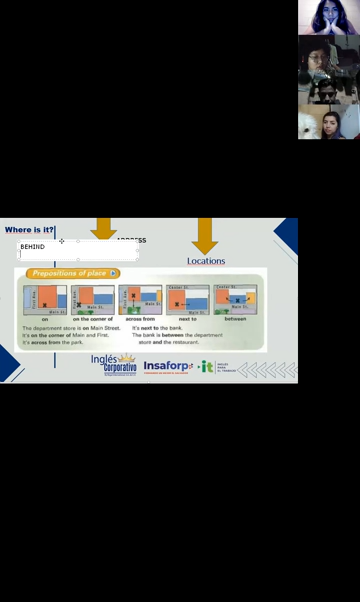 Where is it?
BEHIND
Locations
Prepositions of place
on
on the corner of
across from
next to
between
The department store is on Main Street.
It's on the corner of Main and First.
It's across from the park.
It's next to the bank.
The bank is between the department
store and the restaurant.
Inglés
Corporativo
Insaforp
it